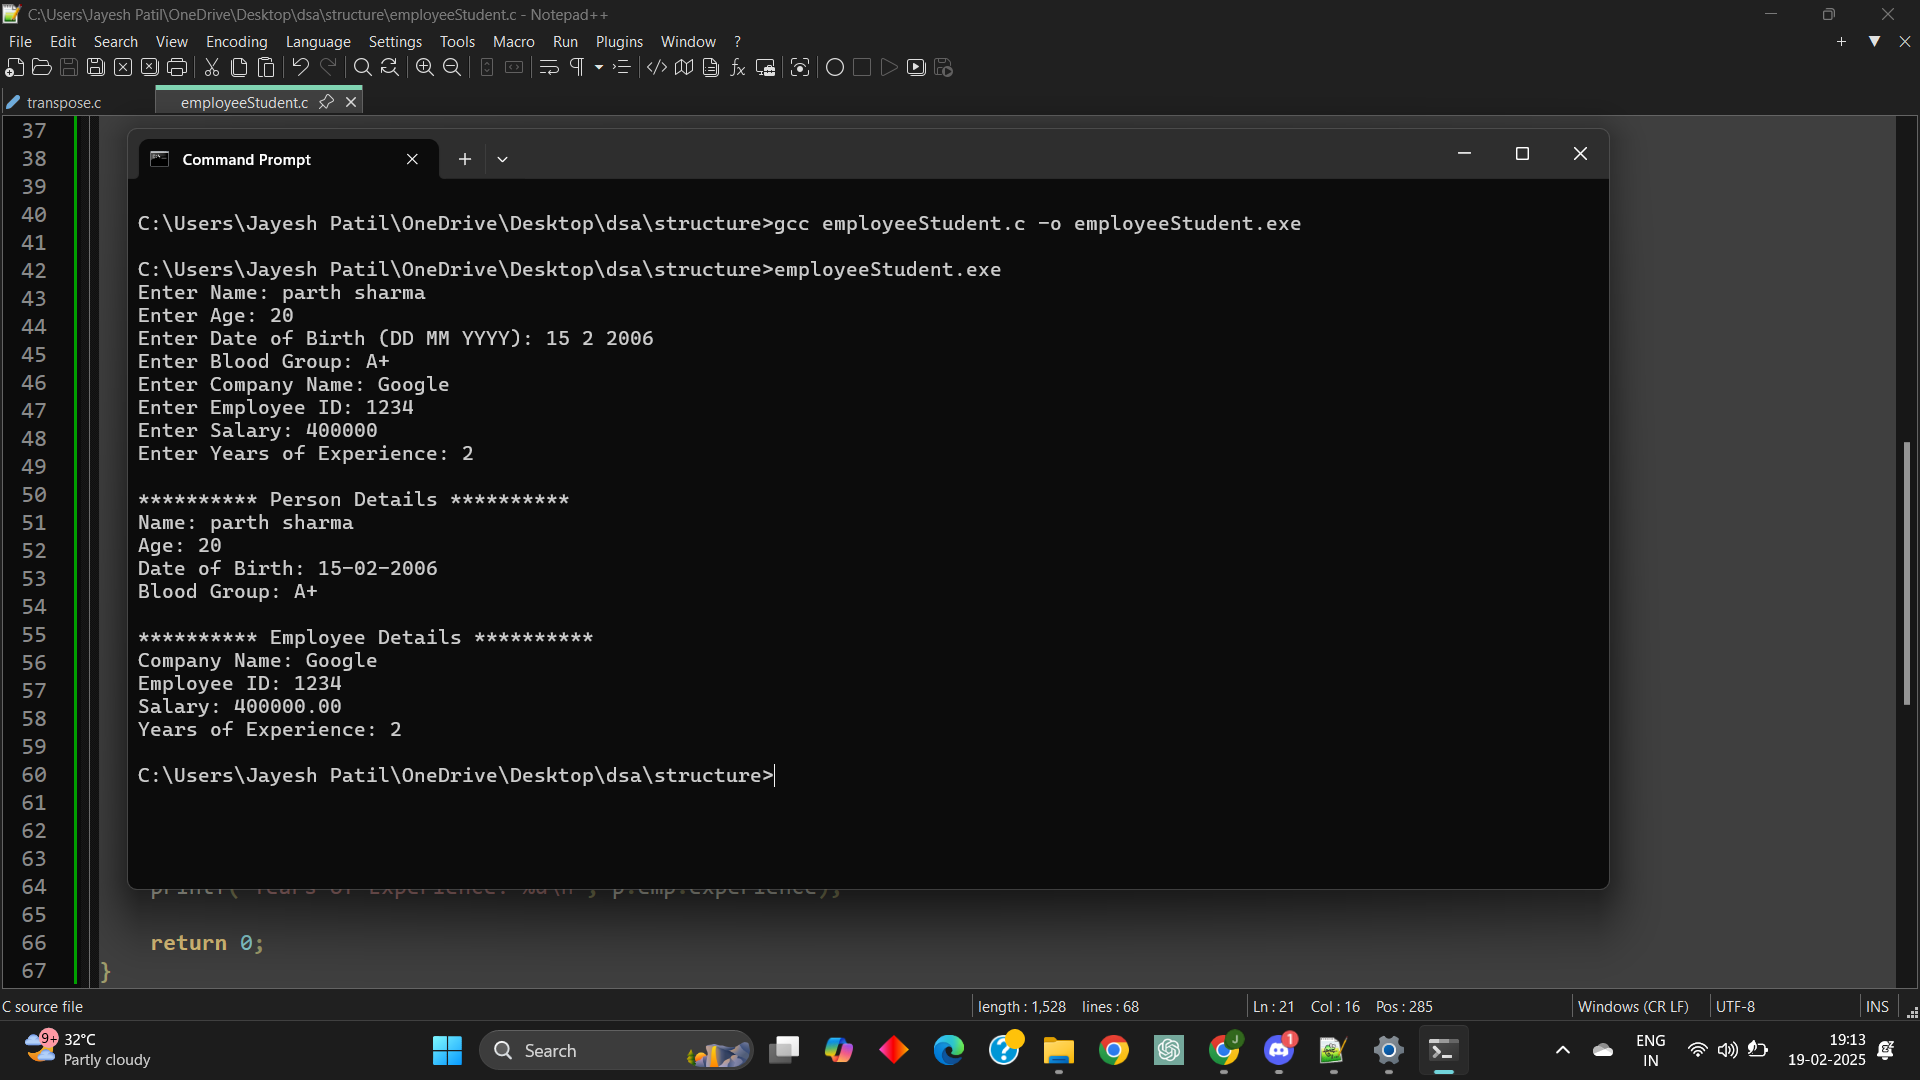 C:\Users\Jayesh Patil\OneDrive\Desktop\dsa\structure\employeeStudent.c - Notepad++
File Edit Search View Encoding Language Settings Tools Macro Run Plugins Window ?
transpose.c employeeStudent.c
37
38
39
40
41
42
43
44
45
46
47
48
49
50
51
52
53
54
55
56
57
58
59
60
61
62
63
64
65
66
67
Command Prompt
C:\Users\Jayesh Patil\OneDrive\Desktop\dsa\structure>gcc employeeStudent.c -o employeeStudent.exe
C:\Users\Jayesh Patil\OneDrive\Desktop\dsa\structure>employeeStudent.exe
Enter Name: parth sharma
Enter Age: 20
Enter Date of Birth (DD MM YYYY): 15 2 2006
Enter Blood Group: A+
Enter Company Name: Google
Enter Employee ID: 1234
Enter Salary: 400000
Enter Years of Experience: 2
********** Person Details **********
Name: parth sharma
Age: 20
Date of Birth: 15-02-2006
Blood Group: A+
********** Employee Details **********
Company Name: Google
Employee ID: 1234
Salary: 400000.00
Years of Experience: 2
C:\Users\Jayesh Patil\OneDrive\Desktop\dsa\structure>
printf("Years of Experience: %d\n", p.emp.experience);
return 0;
}
C source file length : 1,528 lines : 68 Ln : 21 Col : 16 Pos : 285 Windows (CR LF) UTF-8 INS
9+ 32°C
Partly cloudy
Search
J
1
ENG
IN
19:13
19-02-2025